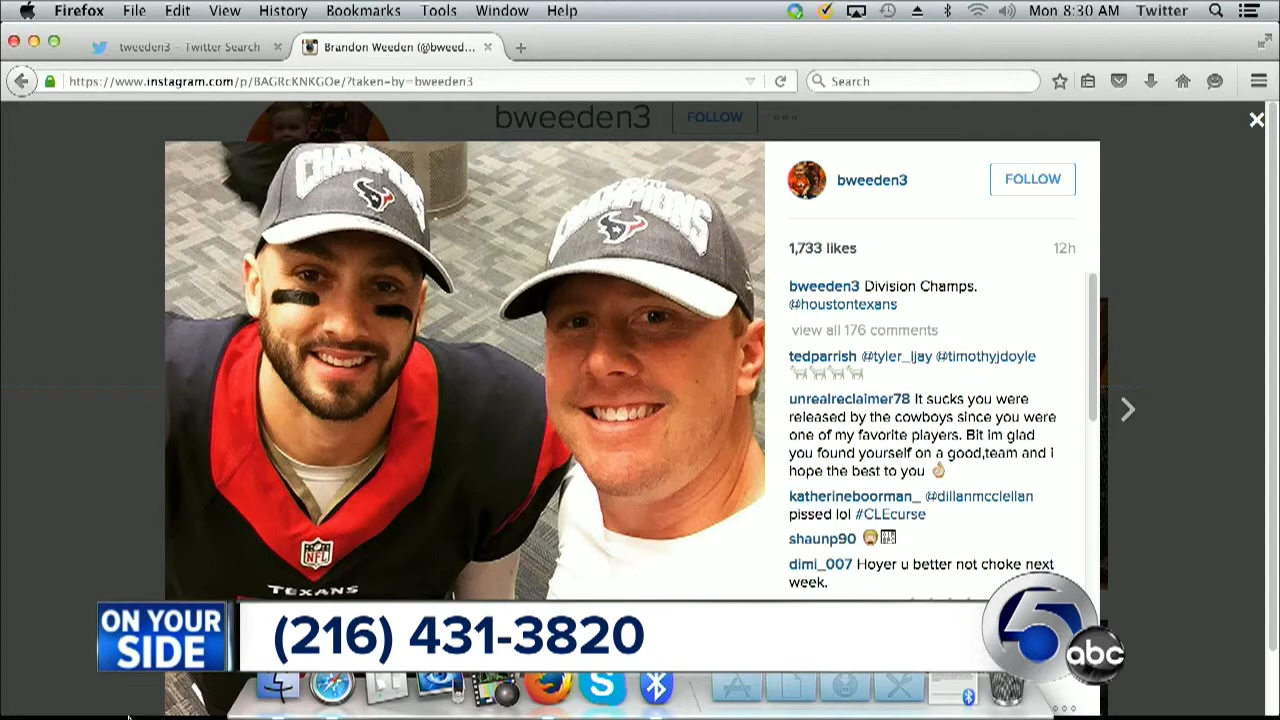 Firefox File Edit View History Bookmarks Tools Window Help Mon 8:30 AM Twitter
tweeden3 - Twitter Search
Brandon Weeden (@bweed...
https://www.instagram.com/p/BAGRcKNKGOe/?taken-by=bweeden3
Search
bweeden3 FOLLOW
CHAMPIONS
CHAMPIONS
NFL
TEXANS
bweeden3 FOLLOW
1,733 likes 12h
bweeden3 Division Champs.
@houstontexans
view all 176 comments
tedparrish @tyler_ljay @timothyjdoyle
🐐🐐🐐🐐
unrealreclaimer78 It sucks you were
released by the cowboys since you were
one of my favorite players. Bit im glad
you found yourself on a good,team and i
hope the best to you 👌
katherineboorman_ @dillanmcclellan
pissed lol #CLEcurse
shaunp90
dimi_007 Hoyer u better not choke next
week.
ON YOUR
SIDE
(216) 431-3820
5
abc
S